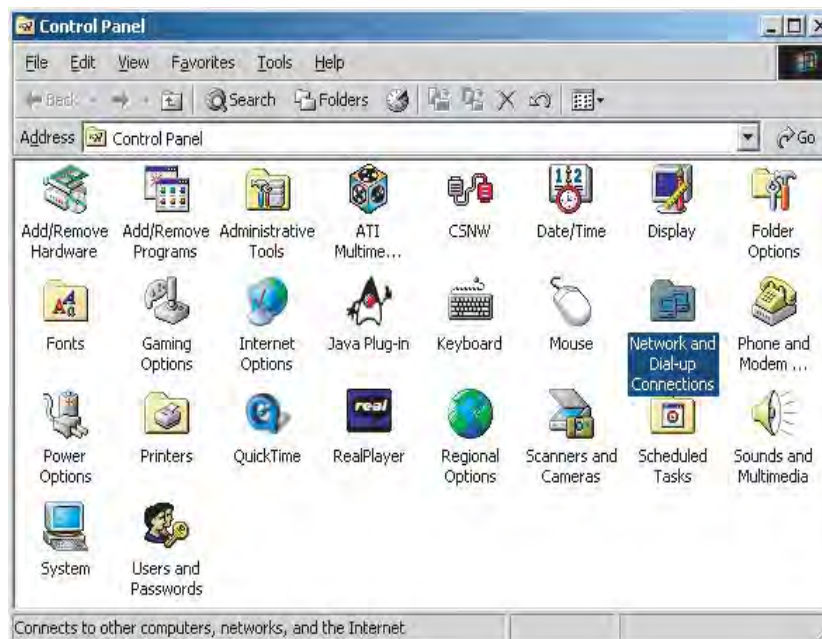 Control Panel
File Edit View Favorites Tools Help
Back Search Folders
Address Control Panel Go
Add/Remove Hardware
Add/Remove Programs
Administrative Tools
ATI Multime...
CSNW
Date/Time
Display
Folder Options
Fonts
Gaming Options
Internet Options
Java Plug-in
Keyboard
Mouse
Network and Dial-up Connections
Phone and Modem ...
Power Options
Printers
QuickTime
real
RealPlayer
Regional Options
Scanners and Cameras
Scheduled Tasks
Sounds and Multimedia
System
Users and Passwords
Connects to other computers, networks, and the Internet